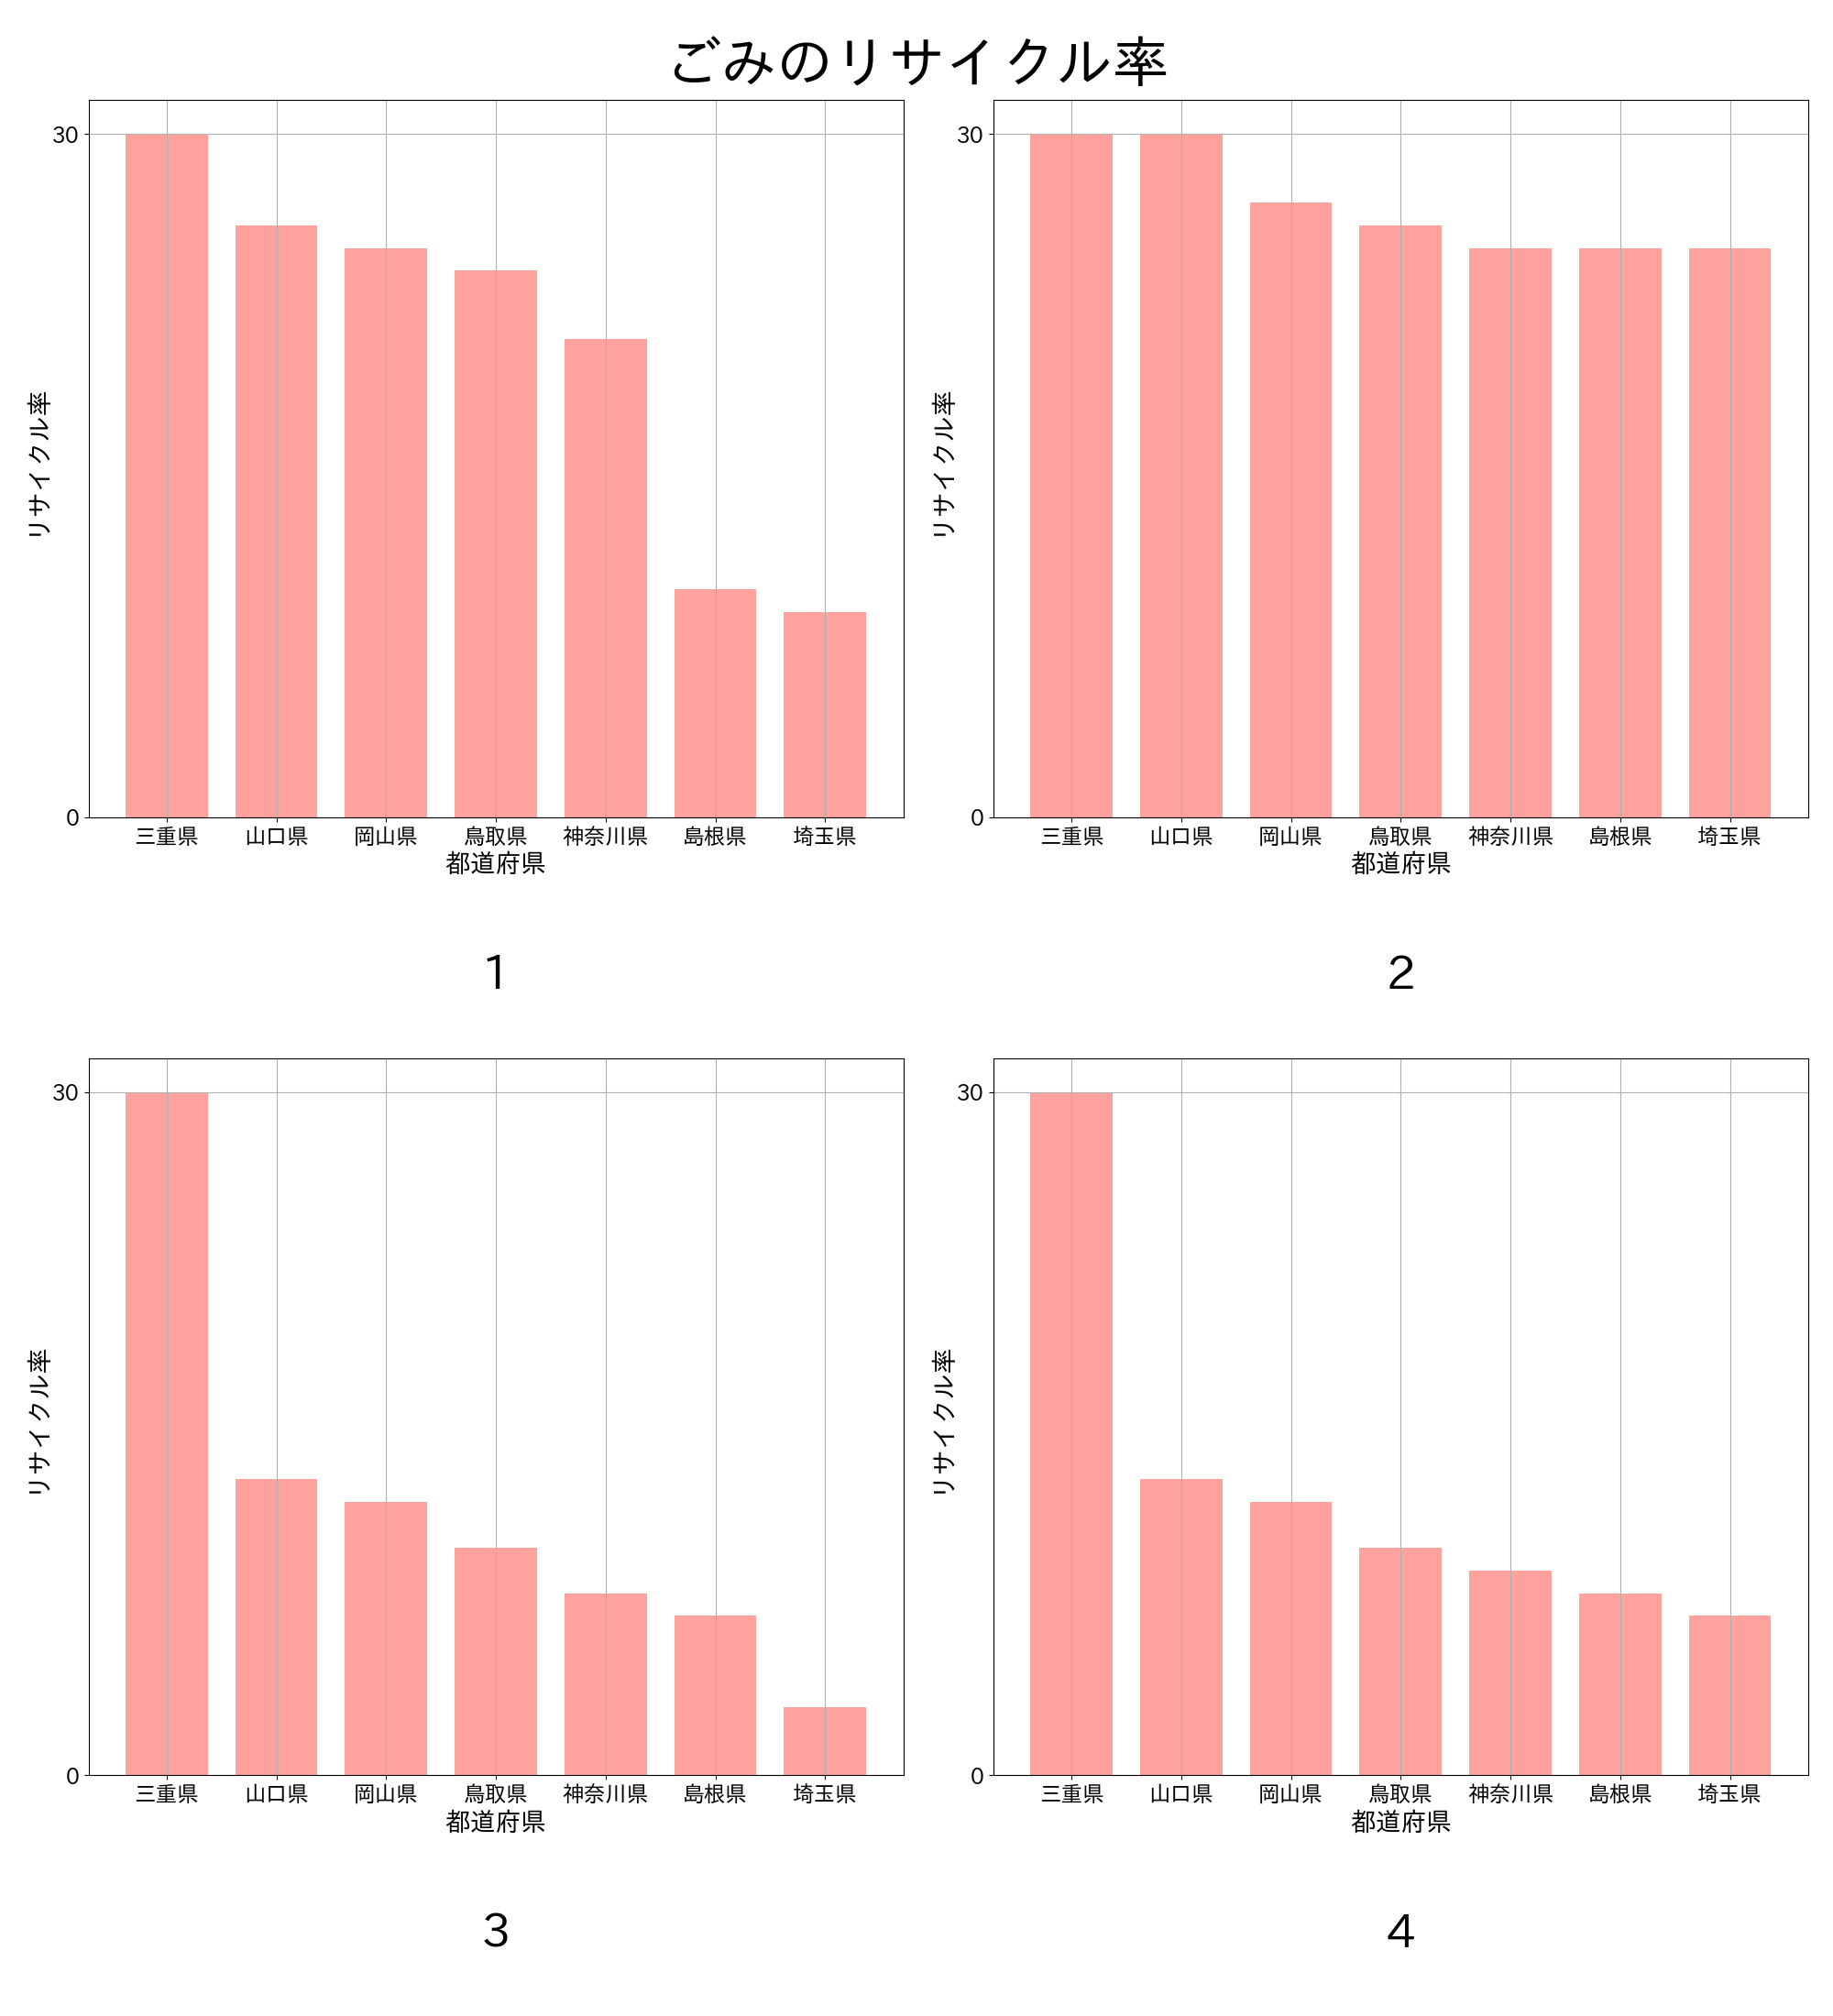 ごみのリサイクル率
30
0
リサイクル率
三重県 山口県 岡山県 鳥取県 神奈川県 島根県 埼玉県
都道府県
1
30
0
リサイクル率
三重県 山口県 岡山県 鳥取県 神奈川県 島根県 埼玉県
都道府県
2
30
0
リサイクル率
三重県 山口県 岡山県 鳥取県 神奈川県 島根県 埼玉県
都道府県
3
30
0
リサイクル率
三重県 山口県 岡山県 鳥取県 神奈川県 島根県 埼玉県
都道府県
4